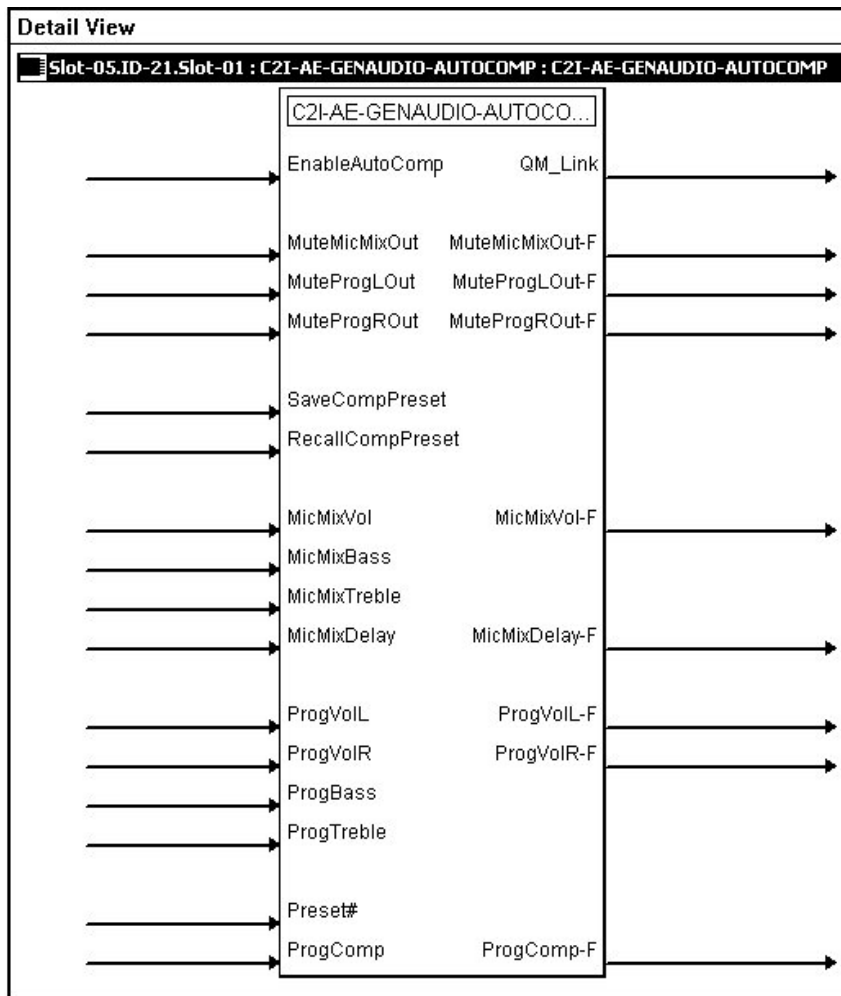 Detail View
Slot-05.ID-21.Slot-01 : C2I-AE-GENAUDIO-AUTOCOMP : C2I-AE-GENAUDIO-AUTOCOMP
C2I-AE-GENAUDIO-AUTOCO...
EnableAutoComp QM_Link
MuteMicMixOut MuteMicMixOut-F
MuteProgLOut MuteProgLOut-F
MuteProgROut MuteProgROut-F
SaveCompPreset
RecallCompPreset
MicMixVol MicMixVol-F
MicMixBass
MicMixTreble
MicMixDelay MicMixDelay-F
ProgVolL ProgVolL-F
ProgVolR ProgVolR-F
ProgBass
ProgTreble
Preset#
ProgComp ProgComp-F